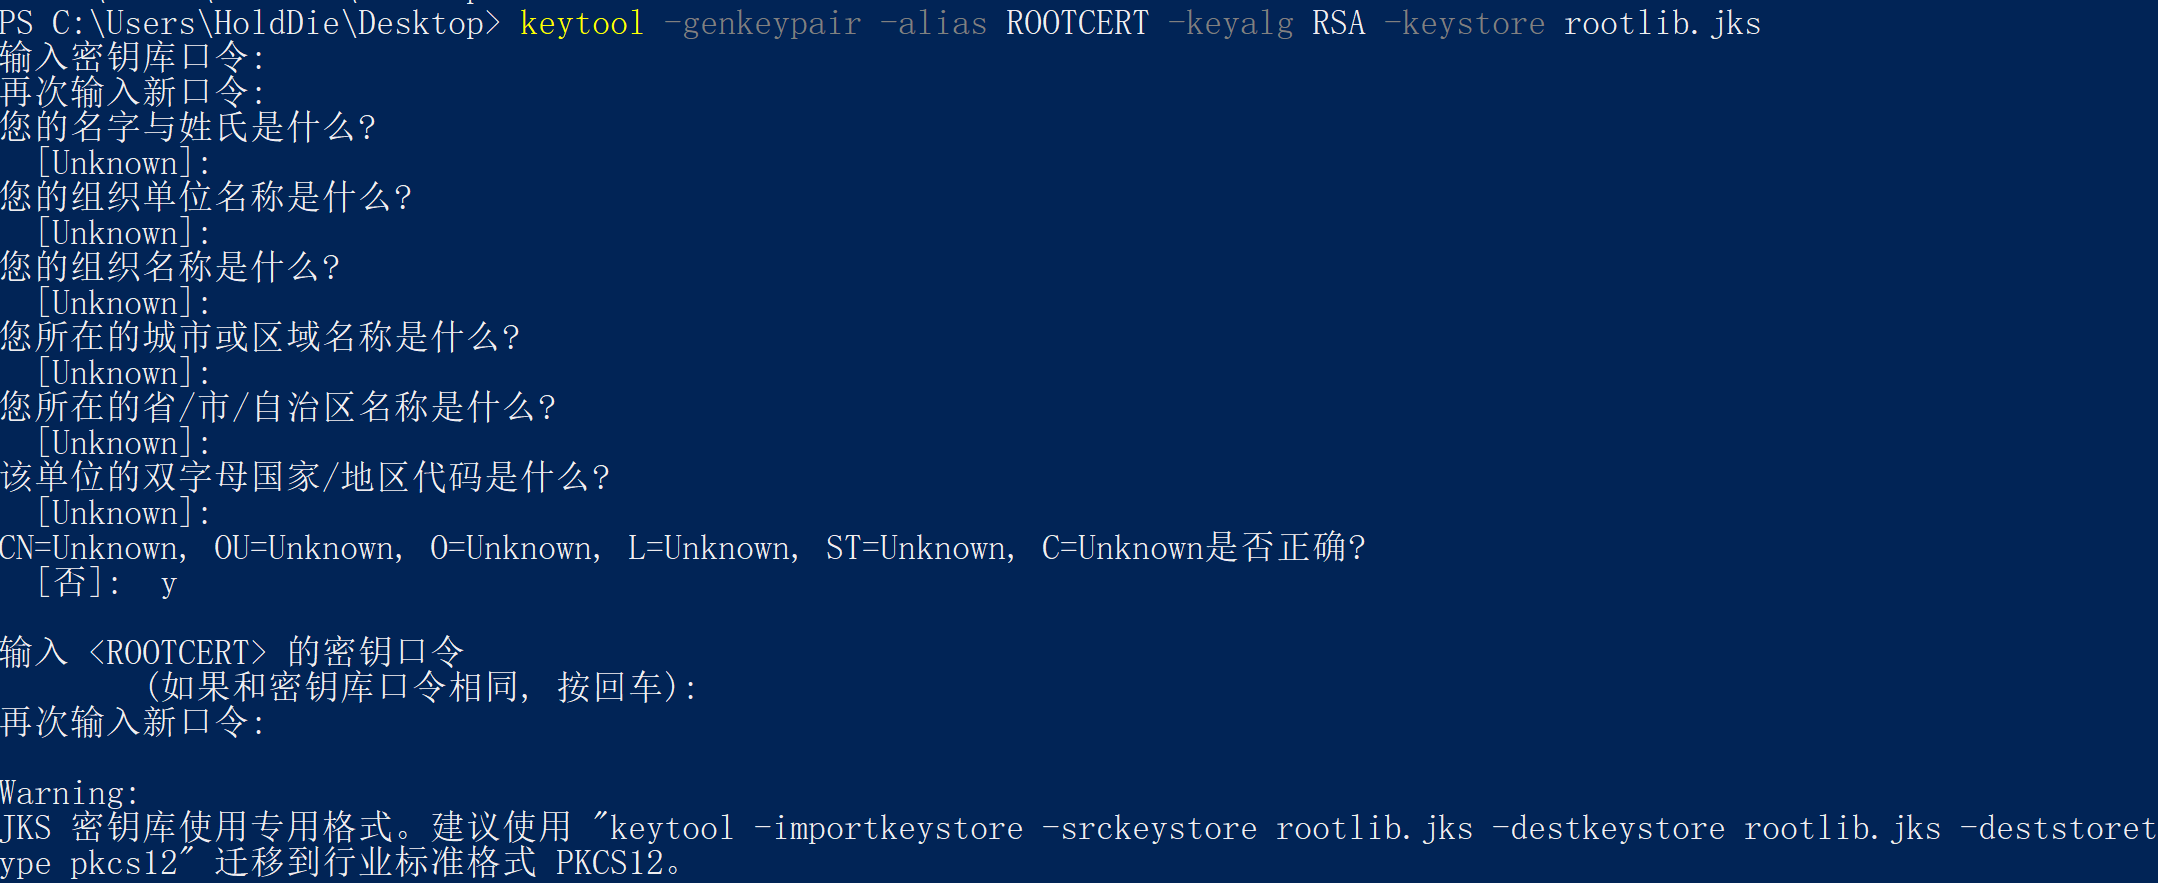 PS C:\Users\HoldDie\Desktop> keytool -genkeypair -alias ROOTCERT -keyalg RSA -keystore rootlib.jks
输入密钥库口令:
再次输入新口令:
您的名字与姓氏是什么?
  [Unknown]:
您的组织单位名称是什么?
  [Unknown]:
您的组织名称是什么?
  [Unknown]:
您所在的城市或区域名称是什么?
  [Unknown]:
您所在的省/市/自治区名称是什么?
  [Unknown]:
该单位的双字母国家/地区代码是什么?
  [Unknown]:
CN=Unknown, OU=Unknown, O=Unknown, L=Unknown, ST=Unknown, C=Unknown是否正确?
  [否]:  y
输入 <ROOTCERT> 的密钥口令
        (如果和密钥库口令相同, 按回车):
再次输入新口令:
Warning:
JKS 密钥库使用专用格式。建议使用 "keytool -importkeystore -srckeystore rootlib.jks -destkeystore rootlib.jks -deststoret
ype pkcs12" 迁移到行业标准格式 PKCS12。